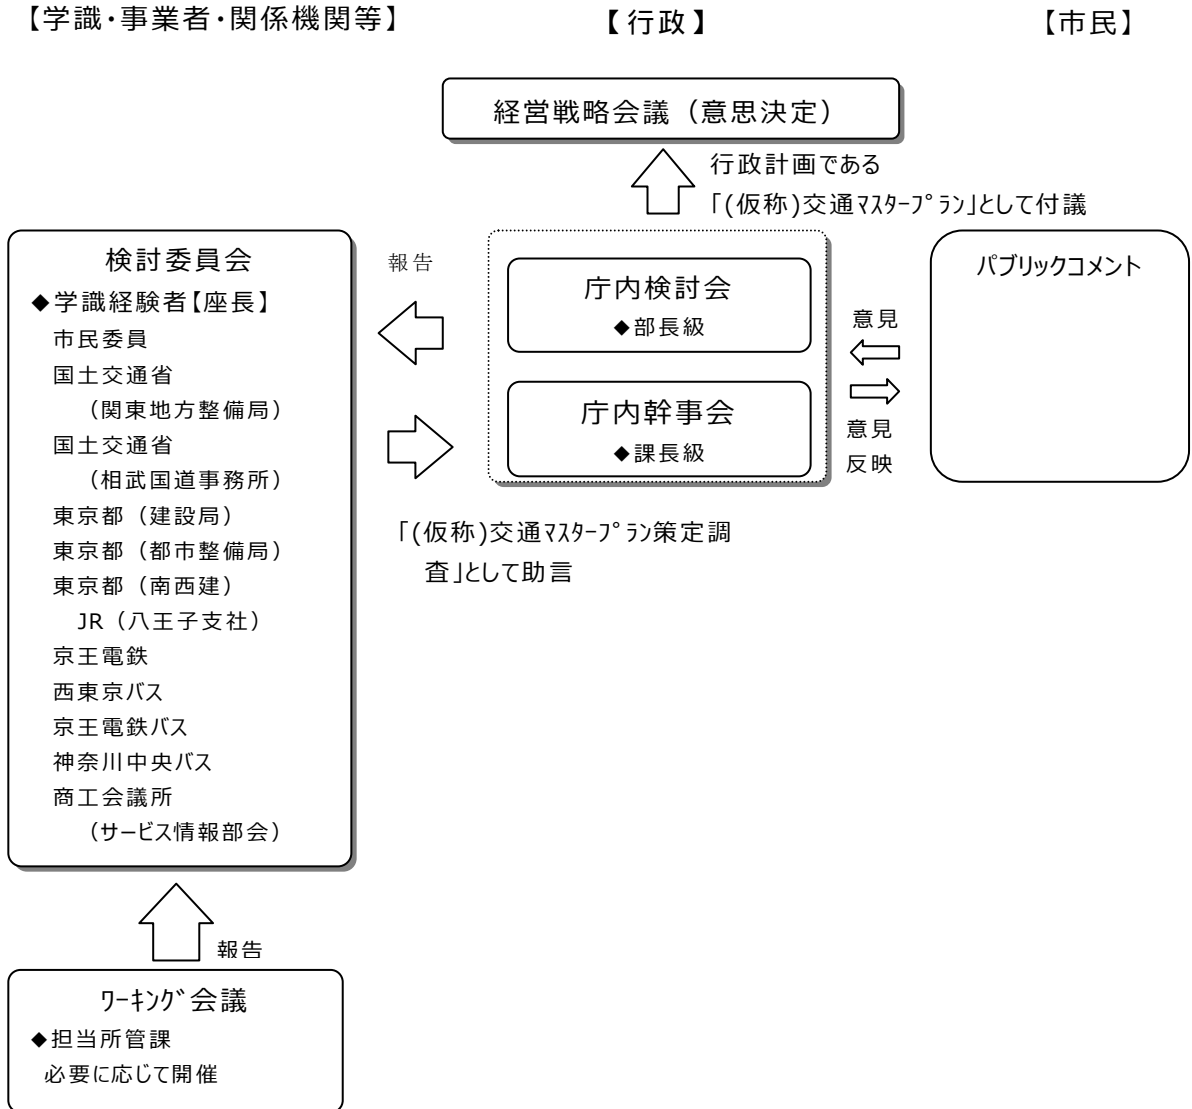 【学識・事業者・関係機関等】
【行政】
【市民】
経営戦略会議（意思決定）
行政計画である
「(仮称)交通ﾏｽﾀｰﾌﾟﾗﾝ」として付議
検討委員会
◆学識経験者【座長】
市民委員
国土交通省
（関東地方整備局）
国土交通省
（相武国道事務所）
東京都（建設局）
東京都（都市整備局）
東京都（南西建）
JR（八王子支社）
京王電鉄
西東京バス
京王電鉄バス
神奈川中央バス
商工会議所
（サービス情報部会）
報告
庁内検討会
◆部長級
庁内幹事会
◆課長級
「(仮称)交通ﾏｽﾀｰﾌﾟﾗﾝ策定調
査」として助言
意見
意見
反映
パブリックコメント
報告
ﾜｰｷﾝｸﾞ会議
◆担当所管課
必要に応じて開催